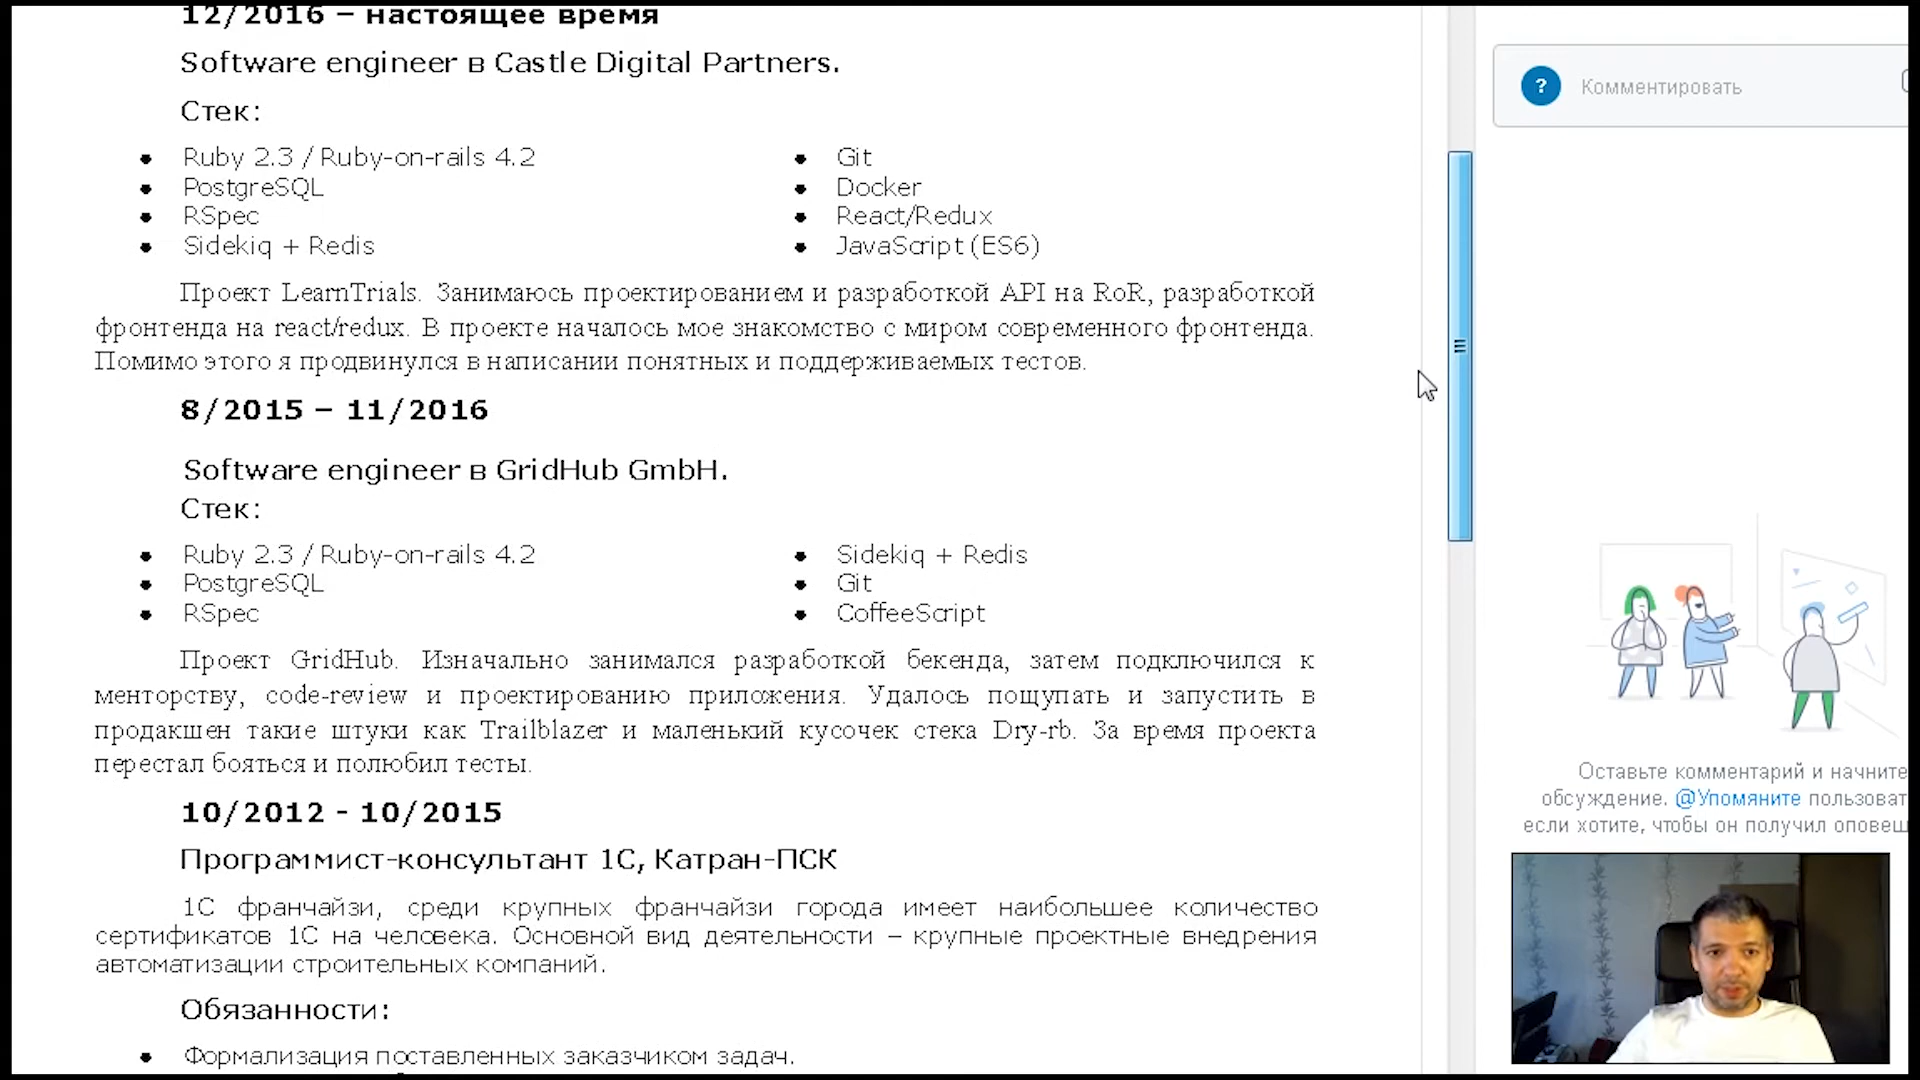 12/2016 – настоящее время
Software engineer в Castle Digital Partners.
Стек:
Ruby 2.3 / Ruby-on-rails 4.2
PostgreSQL
RSpec
Sidekiq + Redis
Git
Docker
React/Redux
JavaScript (ES6)
Проект LearnTrials. Занимаюсь проектированием и разработкой API на RoR, разработкой
фронтенда на react/redux. В проекте началось мое знакомство с миром современного фронтенда.
Помимо этого я продвинулся в написании понятных и поддерживаемых тестов.
8/2015 – 11/2016
Software engineer в GridHub GmbH.
Стек:
Ruby 2.3 / Ruby-on-rails 4.2
PostgreSQL
RSpec
Sidekiq + Redis
Git
CoffeeScript
Проект GridHub. Изначально занимался разработкой бекенда, затем подключился к
менторству, code-review и проектированию приложения. Удалось пощупать и запустить в
продакшен такие штуки как Trailblazer и маленький кусочек стека Dry-rb. За время проекта
перестал бояться и полюбил тесты.
10/2012 - 10/2015
Программист-консультант 1С, Катран-ПСК
1С франчайзи, среди крупных франчайзи города имеет наибольшее количество
сертификатов 1С на человека. Основной вид деятельности – крупные проектные внедрения
автоматизации строительных компаний.
Обязанности:
Формализация поставленных заказчиком задач.
?
Комментировать
Оставьте комментарий и начните
обсуждение. @Упомяните пользоват
если хотите, чтобы он получил оповещ